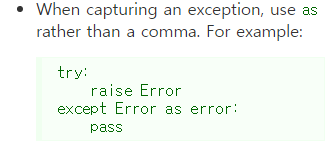 • When capturing an exception, use as
rather than a comma. For example:
try:
    raise Error
except Error as error:
    pass